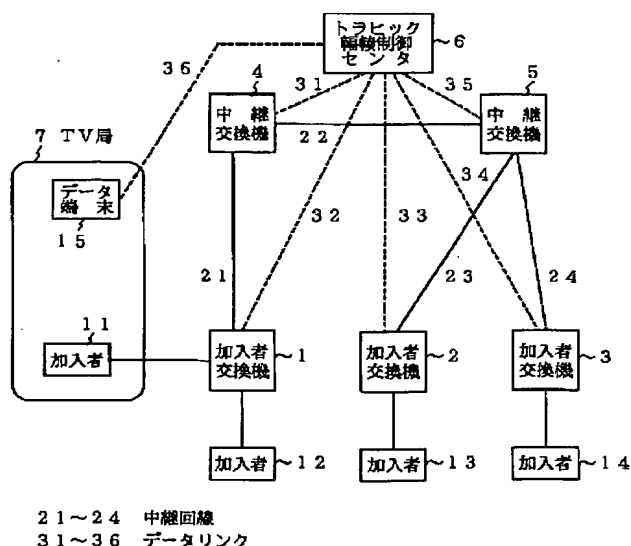 トラヒック
輻輳制御
センタ
6
36
4
31
35
5
中継
交換機
22
中継
交換機
7 TV局
データ
端末
15
32
33
34
21
23
24
11
加入者
加入者
交換機
1
加入者
交換機
2
加入者
交換機
3
加入者
12
加入者
13
加入者
14
21~24 中継回線
31~36 データリンク